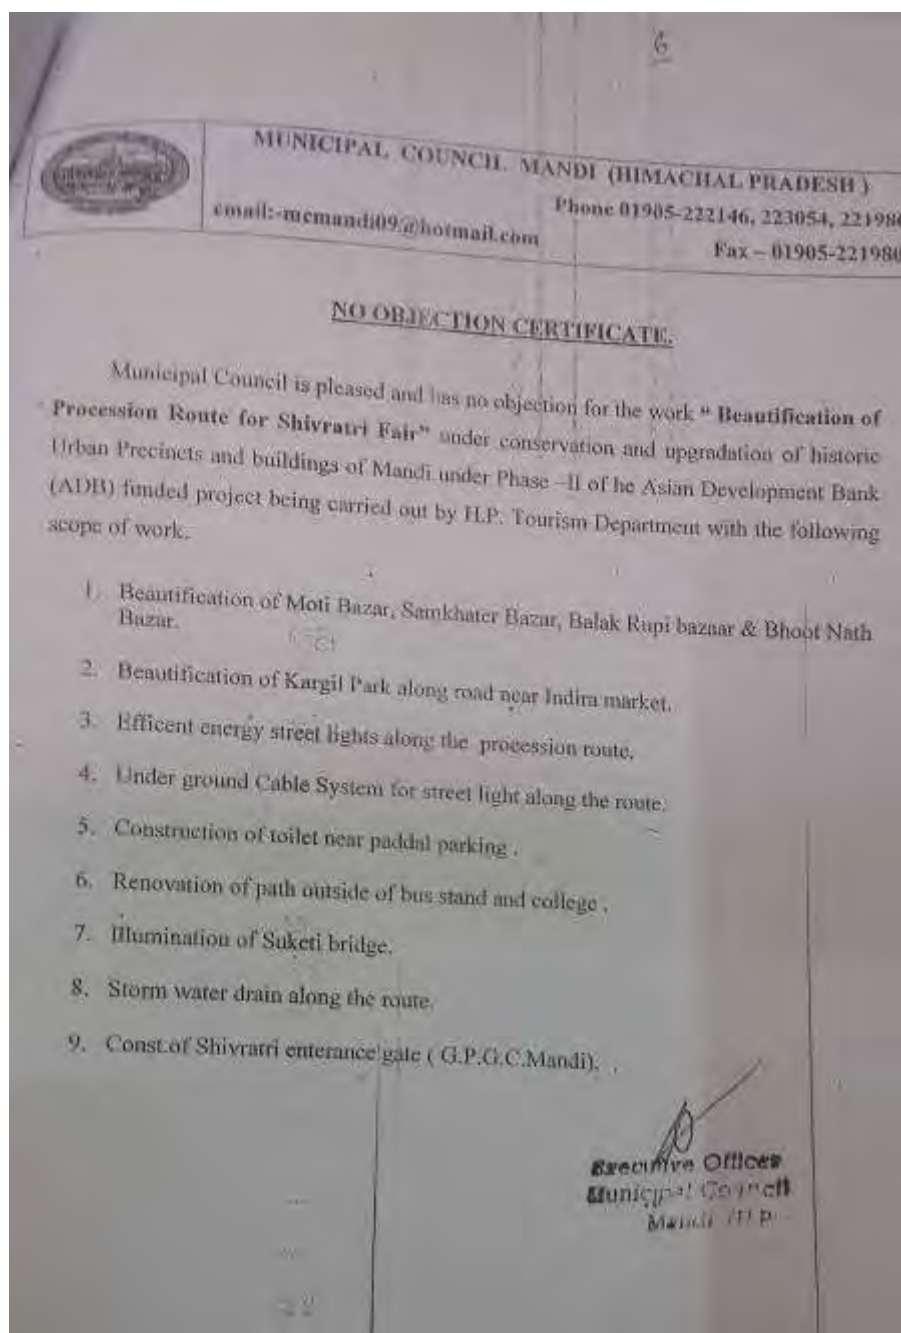 6
MUNICIPAL COUNCIL MANDI (HIMACHAL PRADESH )
Phone 01905-222146, 223054, 221980
email:-mcmandi09@hotmail.com
Fax – 01905-221980
NO OBJECTION CERTIFICATE.
Municipal Council is pleased and has no objection for the work “ Beautification of
Procession Route for Shivratri Fair” under conservation and upgradation of historic
Urban Precincts and buildings of Mandi under Phase –II of he Asian Development Bank
(ADB) funded project being carried out by H.P. Tourism Department with the following
scope of work.
1. Beautification of Moti Bazar, Samkhater Bazar, Balak Rupi bazaar & Bhoot Nath
Bazar.
2. Beautification of Kargil Park along road near Indira market.
3. Efficent energy street lights along the procession route.
4. Under ground Cable System for street light along the route.
5. Construction of toilet near paddal parking .
6. Renovation of path outside of bus stand and college .
7. Illumination of Suketi bridge.
8. Storm water drain along the route.
9. Const.of Shivratri enterance gate ( G.P.G.C.Mandi).
Executive Officer
Municipal Council
Mandi